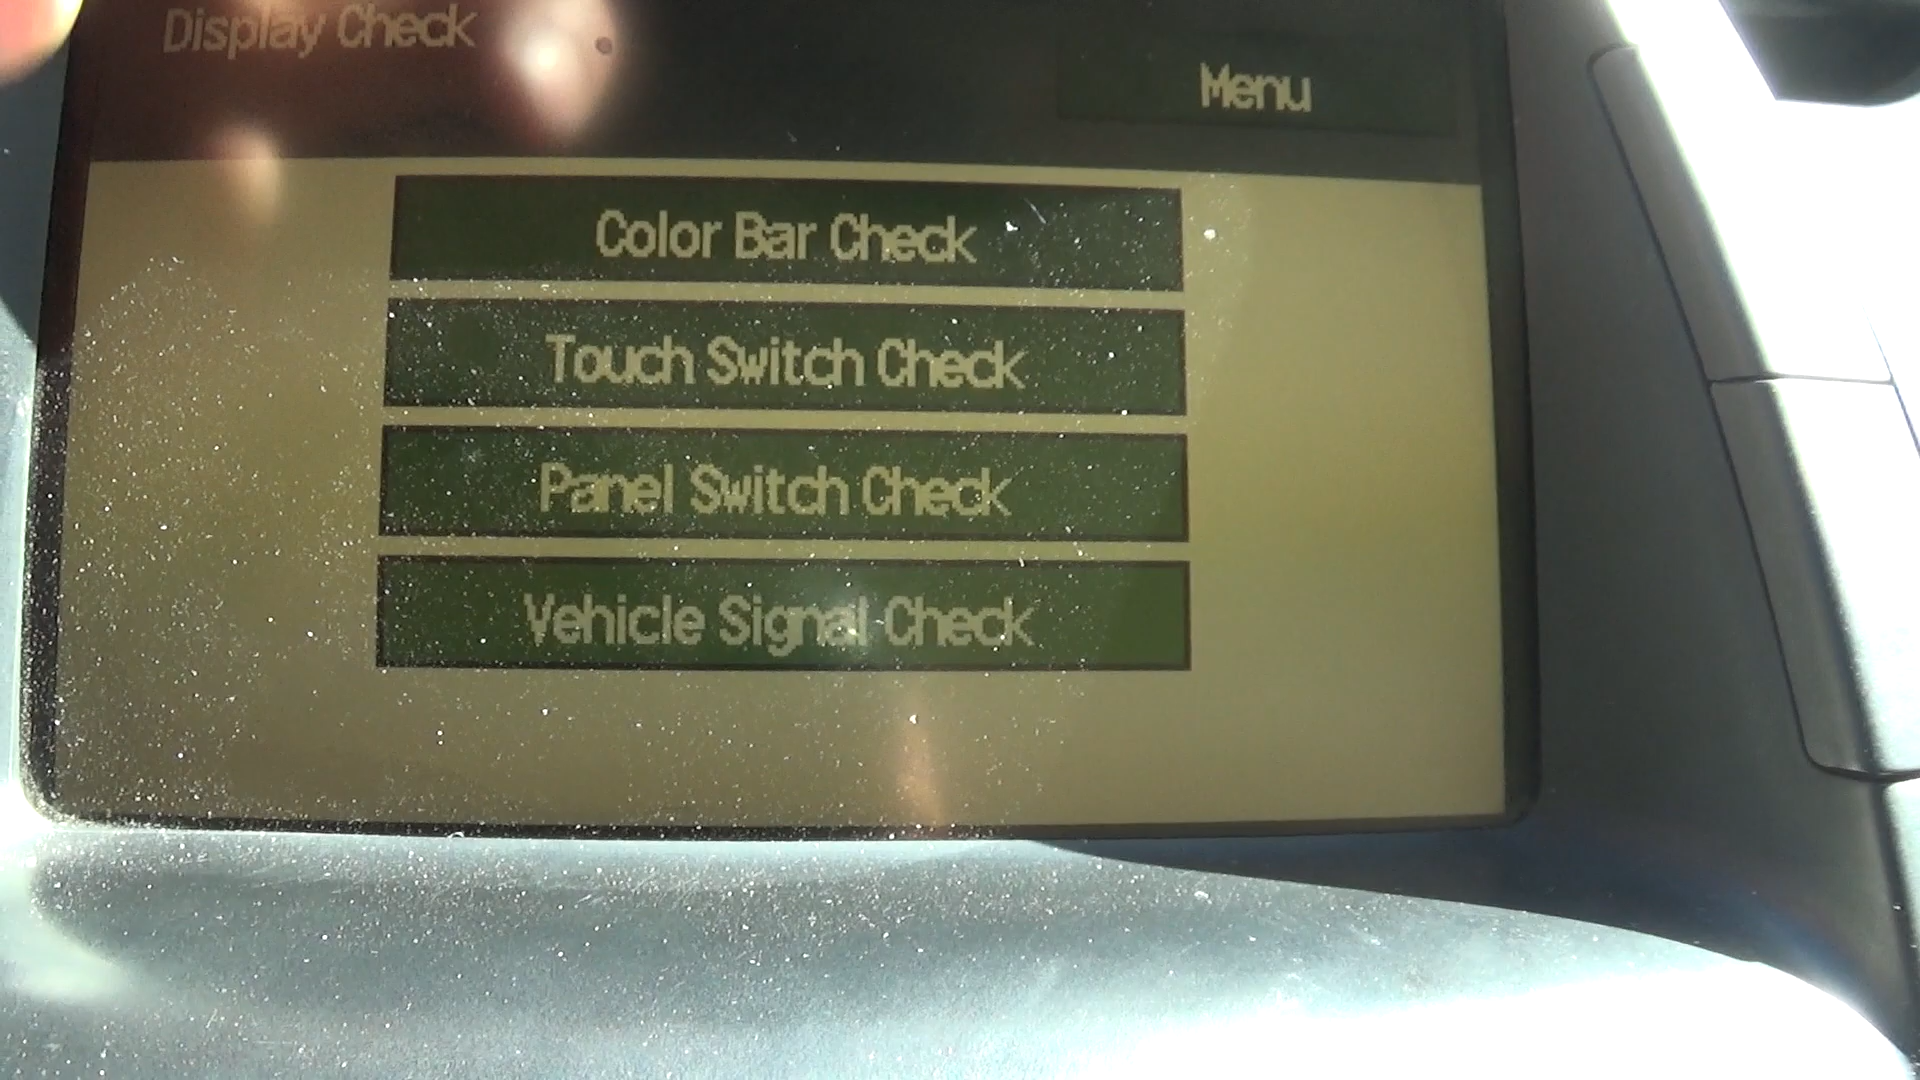 Display Check
Menu
Color Bar Check
Touch Switch Check
Panel Switch Check
Vehicle Signal Check